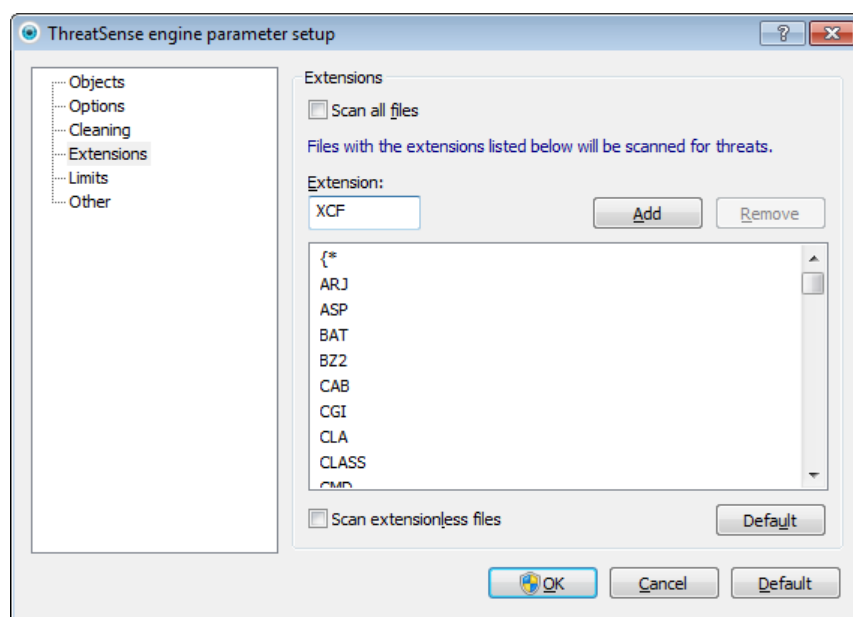 ThreatSense engine parameter setup
Objects
Options
Cleaning
Extensions
Limits
Other
Extensions
Scan all files
Files with the extensions listed below will be scanned for threats.
Extension:
XCF
Add
Remove
{*
ARJ
ASP
BAT
BZ2
CAB
CGI
CLA
CLASS
CMD
Scan extensionless files
Default
OK
Cancel
Default